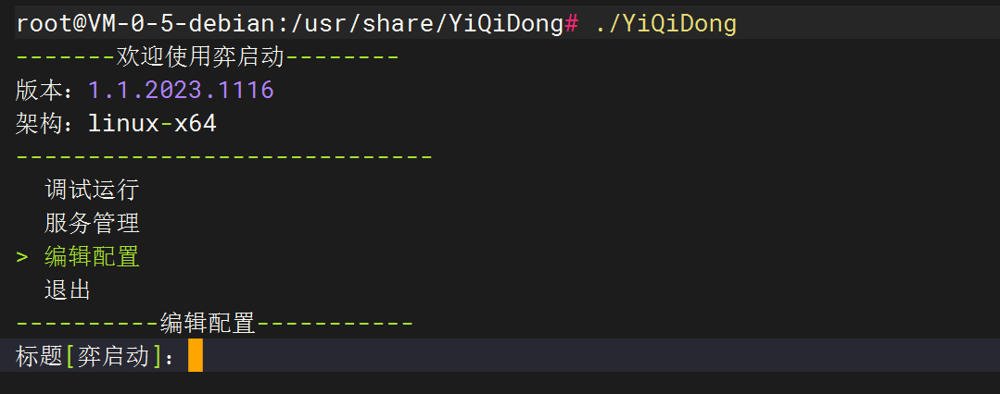 root@VM-0-5-debian:/usr/share/YiQiDong# ./YiQiDong
-------欢迎使用弈启动--------
版本：1.1.2023.1116
架构：linux-x64
-----------------------------
调试运行
服务管理
> 编辑配置
退出
----------编辑配置-----------
标题[弈启动]：